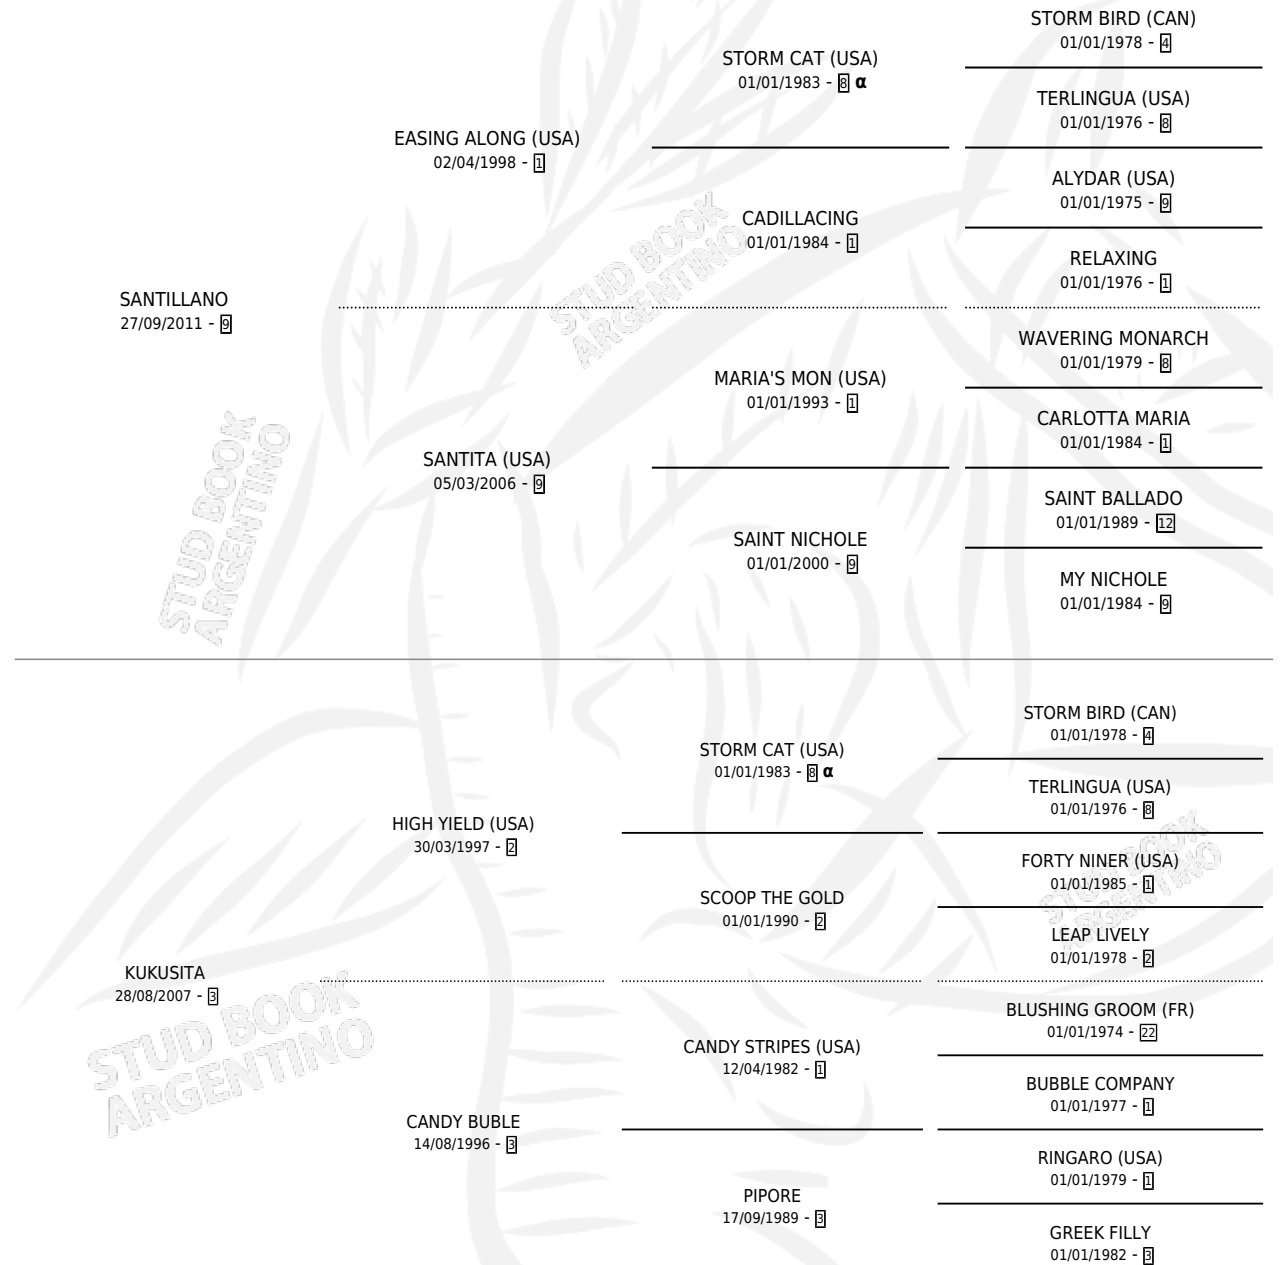 STORM BIRD (CAN)
01/01/1978 - 4
STORM CAT (USA)
01/01/1983 - 8 α
TERLINGUA (USA)
01/01/1976 - 8
EASING ALONG (USA)
02/04/1998 - 1
ALYDAR (USA)
01/01/1975 - 9
CADILLACING
01/01/1984 - 1
RELAXING
01/01/1976 - 1
SANTILLANO
27/09/2011 - 9
WAVERING MONARCH
01/01/1979 - 8
MARIA'S MON (USA)
01/01/1993 - 1
CARLOTTA MARIA
01/01/1984 - 1
SANTITA (USA)
05/03/2006 - 9
SAINT BALLADO
01/01/1989 - 12
SAINT NICHOLE
01/01/2000 - 9
MY NICHOLE
01/01/1984 - 9
STORM BIRD (CAN)
01/01/1978 - 4
STORM CAT (USA)
01/01/1983 - 8 α
TERLINGUA (USA)
01/01/1976 - 8
HIGH YIELD (USA)
30/03/1997 - 2
FORTY NINER (USA)
01/01/1985 - 1
SCOOP THE GOLD
01/01/1990 - 2
LEAP LIVELY
01/01/1978 - 2
KUKUSITA
28/08/2007 - 3
BLUSHING GROOM (FR)
01/01/1974 - 22
CANDY STRIPES (USA)
12/04/1982 - 1
BUBBLE COMPANY
01/01/1977 - 1
CANDY BUBLE
14/08/1996 - 3
RINGARO (USA)
01/01/1979 - 1
PIPORE
17/09/1989 - 3
GREEK FILLY
01/01/1982 - 3
STUD BOOK
ARGENTINO
STUD BOOK
ARGENTINO
STUD BOOK
ARGENTINO
STUD BOOK
ARGENTINO